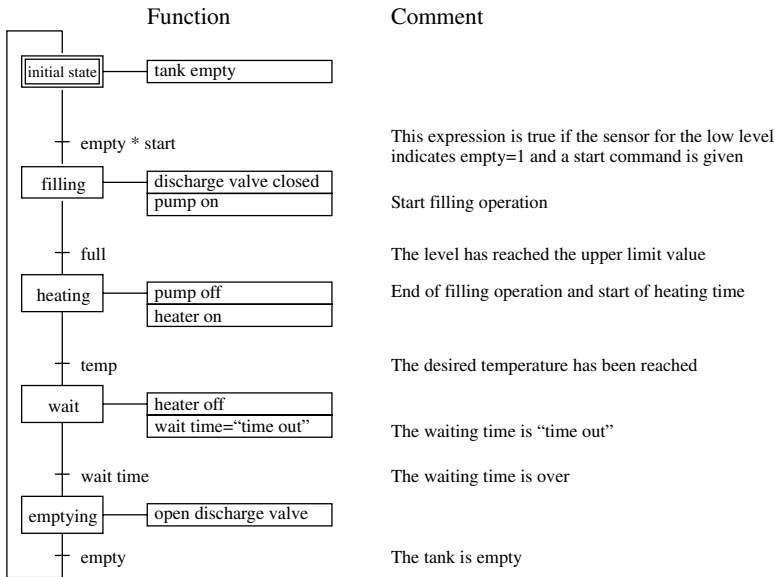 Function Comment
initial state tank empty
empty * start This expression is true if the sensor for the low level
indicates empty=1 and a start command is given
filling discharge valve closed
pump on Start filling operation
full The level has reached the upper limit value
heating pump off End of filling operation and start of heating time
heater on
temp The desired temperature has been reached
wait heater off
wait time=“time out” The waiting time is “time out”
wait time The waiting time is over
emptying open discharge valve
empty The tank is empty